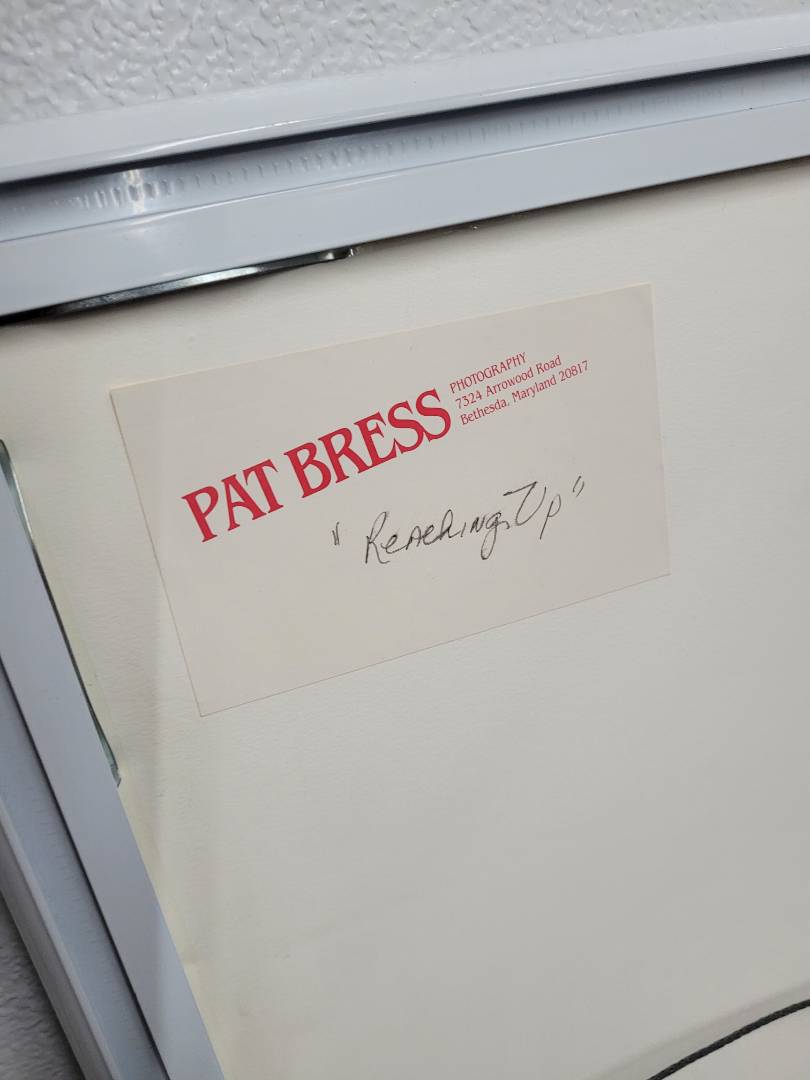 PAT BRESS
PHOTOGRAPHY
7324 Arrowood Road
Bethesda, Maryland 20817
"Reaching Up"